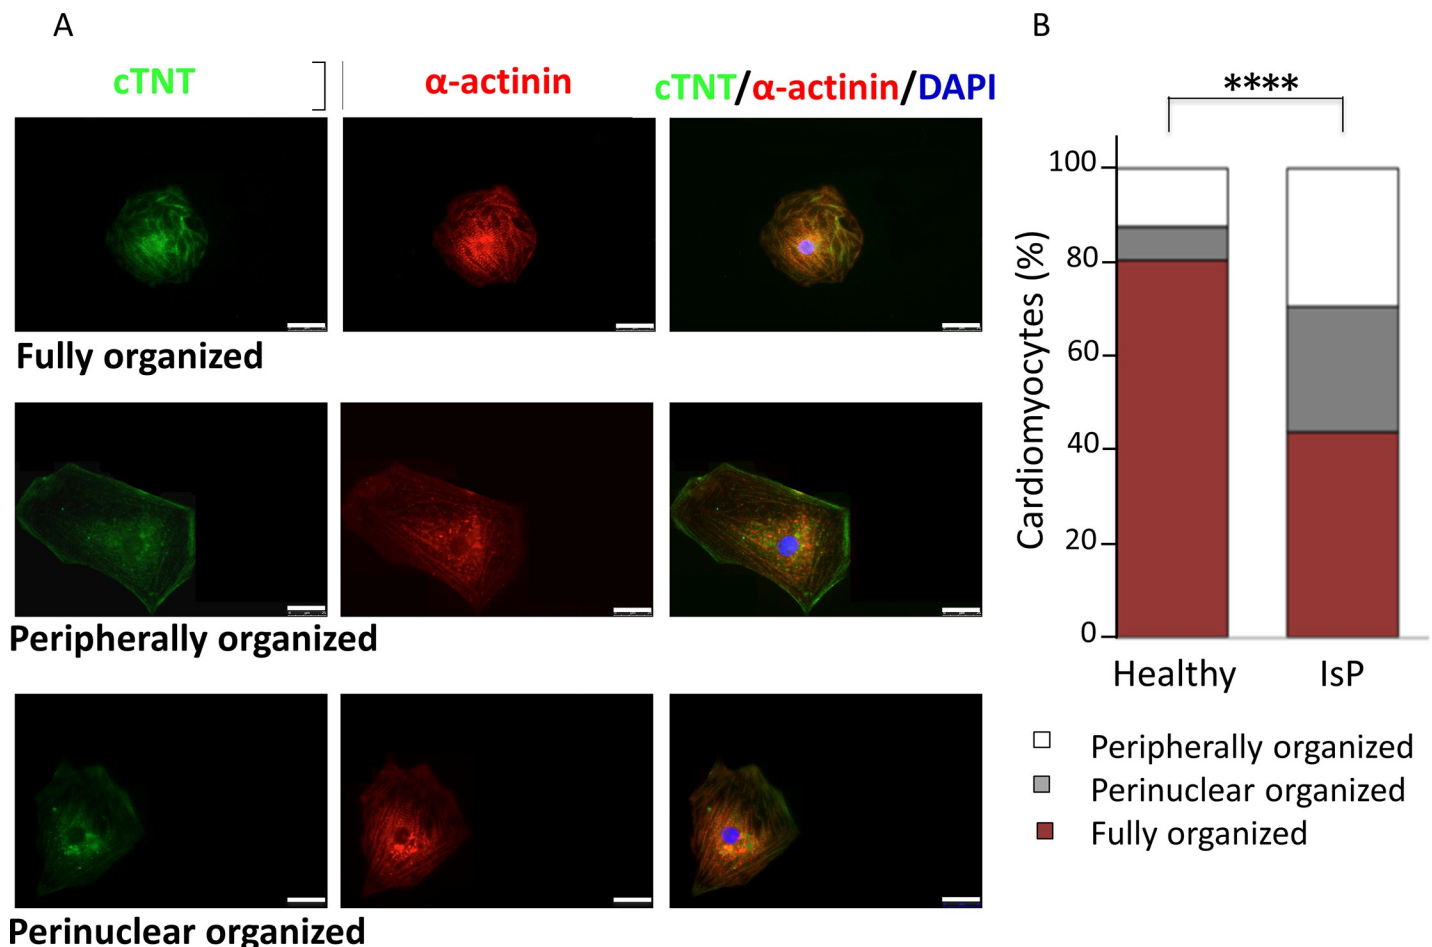 A
B
cTNT
α-actinin
cTNT/α-actinin/DAPI
Fully organized
Peripherally organized
Perinuclear organized
****
100
80
60
40
20
0
Cardiomyocytes (%)
Healthy
IsP
Peripherally organized
Perinuclear organized
Fully organized